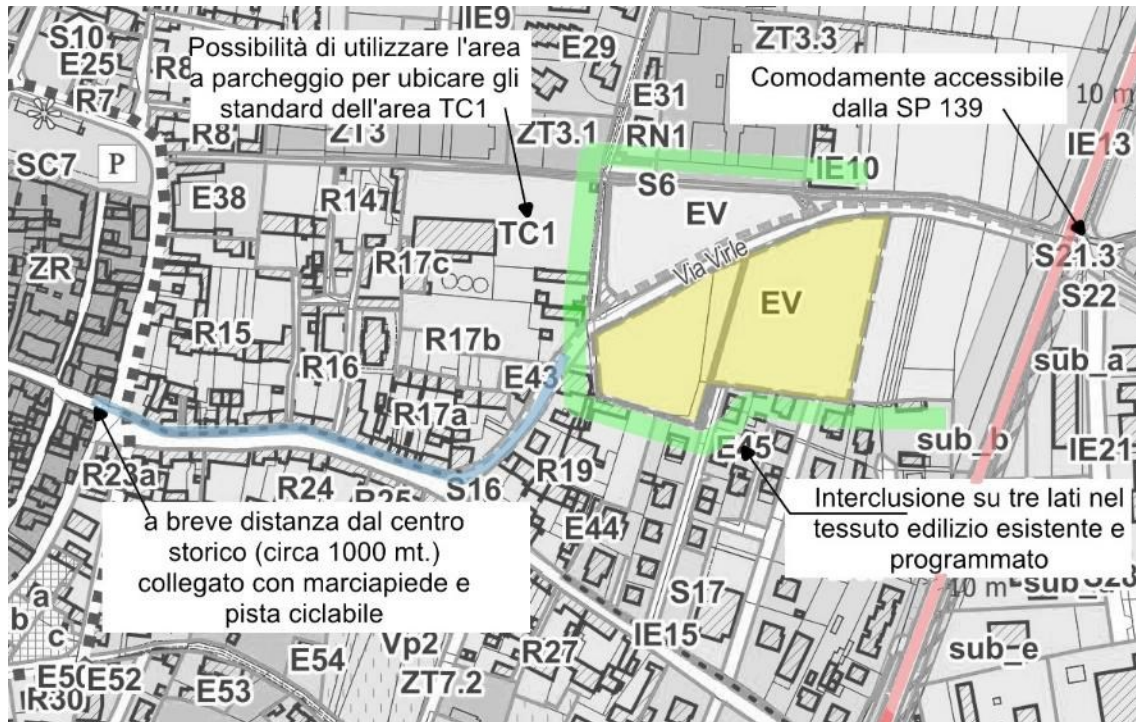 IE9
S10
E25
R8
R7
Possibilità di utilizzare l'area
a parcheggio per ubicare gli
standard dell'area TC1
E29
ZT3.3
Comodamente accessibile
dalla SP 139
10 m
E31
R8
ZT3
ZT3.1
RN1
IE13
SC7
P
IE10
S6
E38
R14
EV
TC1
Via Virle
ZR
R17c
S21.3
EV
S22
R15
R17b
R16
E43
sub_a
R17a
R23a
E45
sub_b
IE21
R24
R25
S16
R19
a breve distanza dal centro
storico (circa 1000 mt.)
collegato con marciapiede e
pista ciclabile
E44
Interclusione su tre lati nel
tessuto edilizio esistente e
programmato
10 m
a
b
c
S17
Vp2
IE15
E54
R27
sub_e
E52
E53
ZT7.2